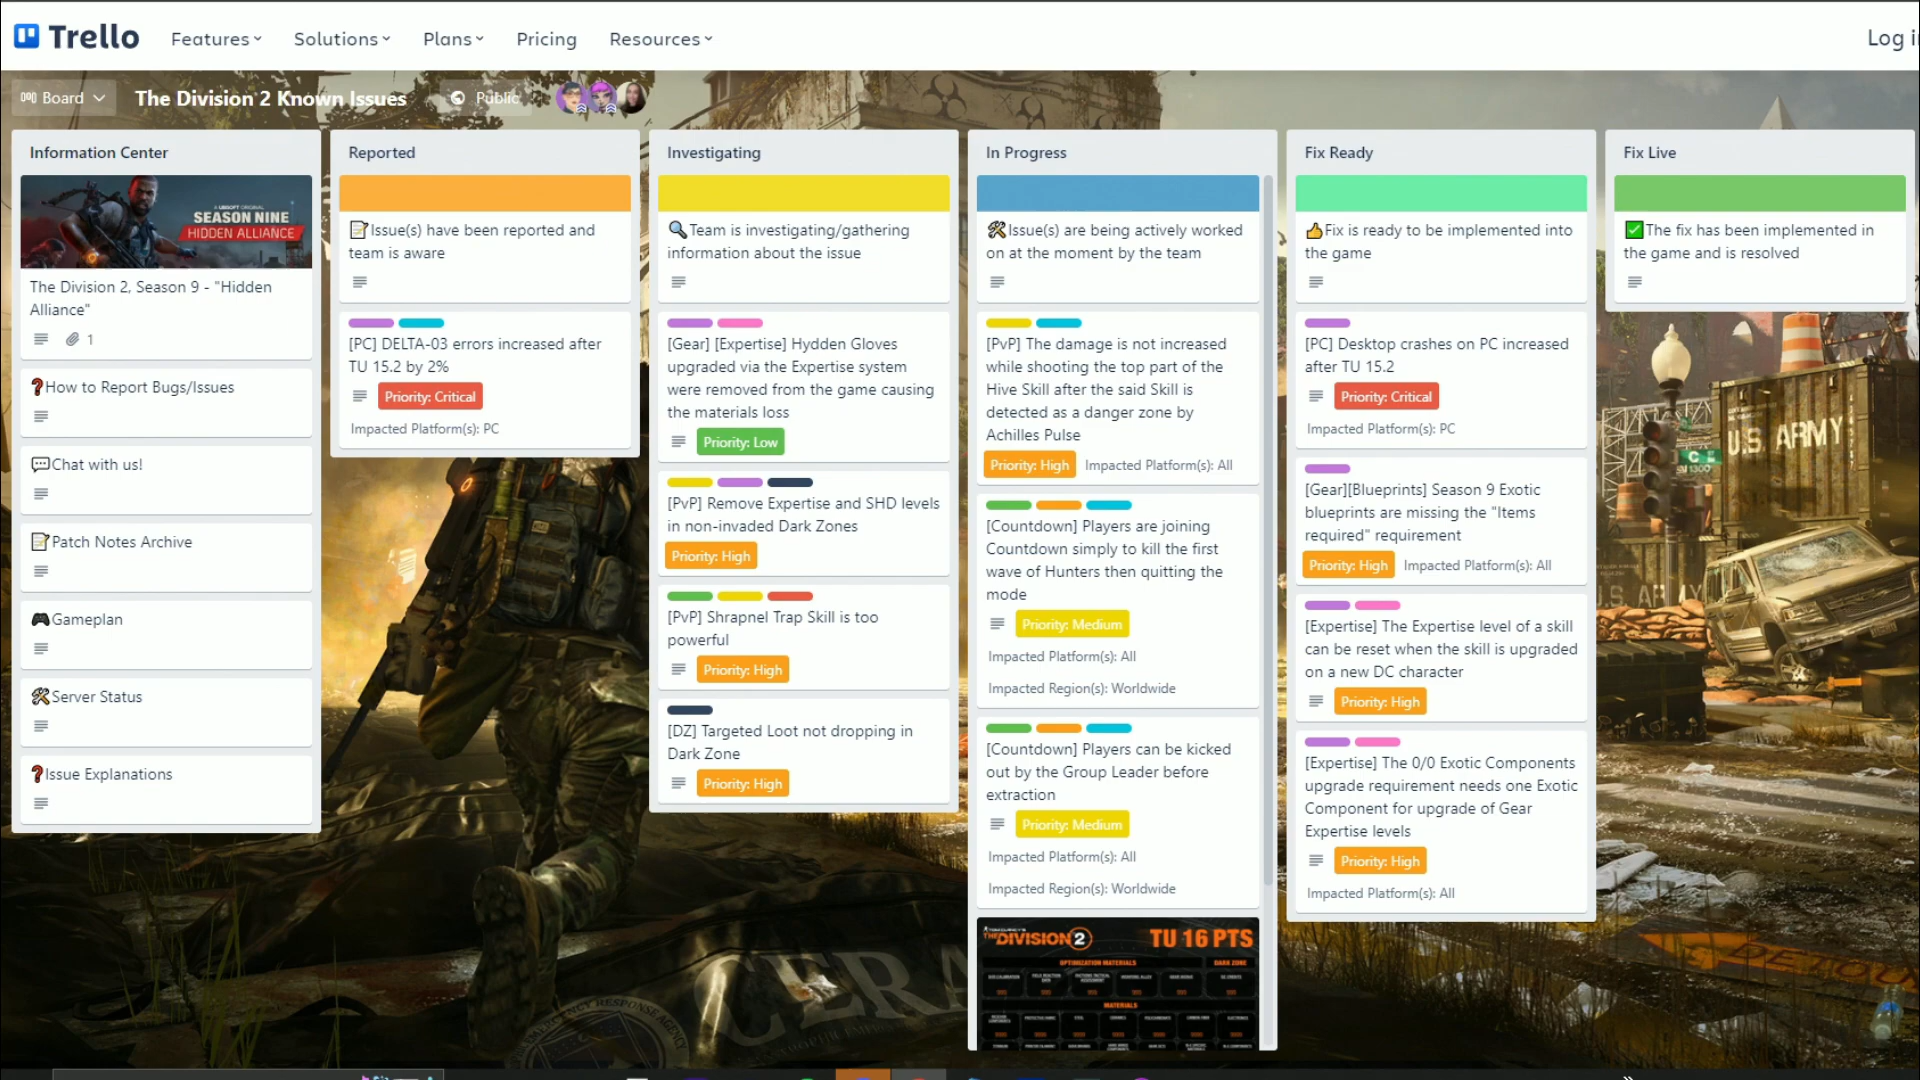 Trello
Features
Solutions
Plans
Pricing
Resources
Log i
Board
The Division 2 Known Issues
Public
Information Center
A UBISOFT ORIGINAL
SEASON NINE
HIDDEN ALLIANCE
The Division 2, Season 9 - "Hidden
Alliance"
1
❓How to Report Bugs/Issues
💬Chat with us!
📝Patch Notes Archive
🎮Gameplan
🛠Server Status
❓Issue Explanations
Reported
📝Issue(s) have been reported and
team is aware
[PC] DELTA-03 errors increased after
TU 15.2 by 2%
Priority: Critical
Impacted Platform(s): PC
Investigating
🔍Team is investigating/gathering
information about the issue
[Gear] [Expertise] Hydden Gloves
upgraded via the Expertise system
were removed from the game causing
the materials loss
Priority: Low
[PvP] Remove Expertise and SHD levels
in non-invaded Dark Zones
Priority: High
[PvP] Shrapnel Trap Skill is too
powerful
Priority: High
[DZ] Targeted Loot not dropping in
Dark Zone
Priority: High
In Progress
🛠Issue(s) are being actively worked
on at the moment by the team
[PvP] The damage is not increased
while shooting the top part of the
Hive Skill after the said Skill is
detected as a danger zone by
Achilles Pulse
Priority: High
Impacted Platform(s): All
[Countdown] Players are joining
Countdown simply to kill the first
wave of Hunters then quitting the
mode
Priority: Medium
Impacted Platform(s): All
Impacted Region(s): Worldwide
[Countdown] Players can be kicked
out by the Group Leader before
extraction
Priority: Medium
Impacted Platform(s): All
Impacted Region(s): Worldwide
THE DIVISION 2
TU 16 PTS
OPTIMIZATION MATERIALS
DARK ZONE
MATERIALS
Fix Ready
👍Fix is ready to be implemented into
the game
[PC] Desktop crashes on PC increased
after TU 15.2
Priority: Critical
Impacted Platform(s): PC
[Gear][Blueprints] Season 9 Exotic
blueprints are missing the "Items
required" requirement
Priority: High
Impacted Platform(s): All
[Expertise] The Expertise level of a skill
can be reset when the skill is upgraded
on a new DC character
Priority: High
[Expertise] The 0/0 Exotic Components
upgrade requirement needs one Exotic
Component for upgrade of Gear
Expertise levels
Priority: High
Impacted Platform(s): All
Fix Live
✅The fix has been implemented in
the game and is resolved
U.S. ARMY
C
1300
U.S. ARMY
CERA